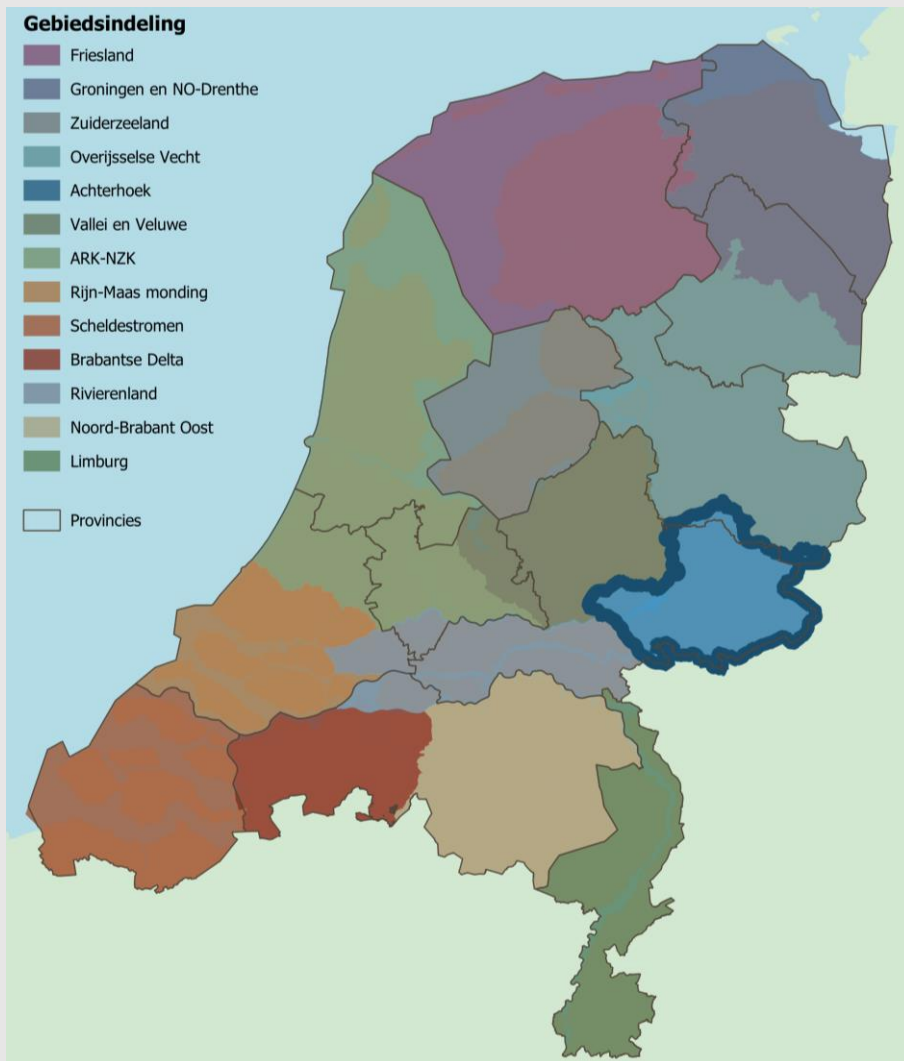 Gebiedsindeling
Friesland
Groningen en NO-Drenthe
Zuiderzeeland
Overijsselse Vecht
Achterhoek
Vallei en Veluwe
ARK-NZK
Rijn-Maas monding
Scheldestromen
Brabantse Delta
Rivierenland
Noord-Brabant Oost
Limburg
Provincies